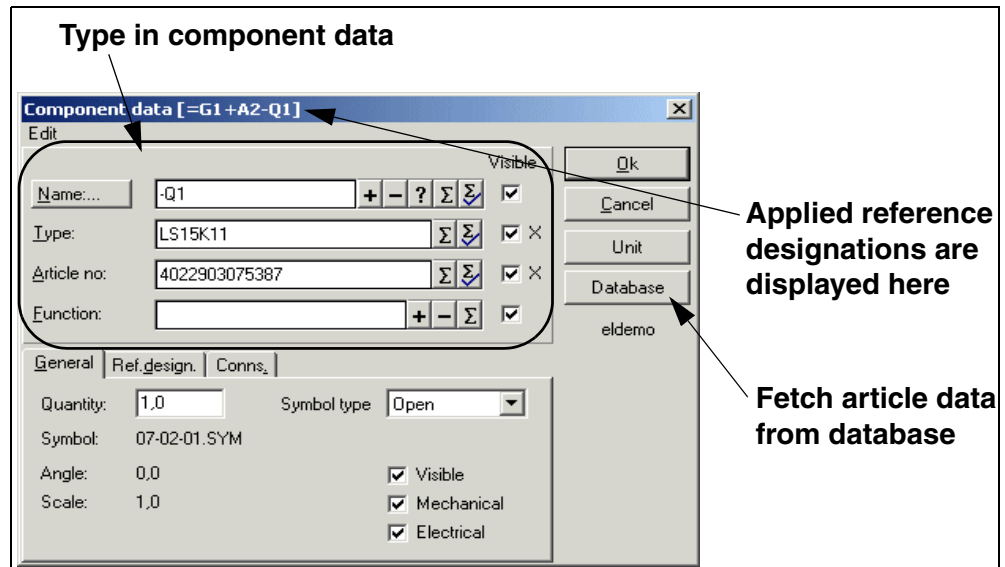 Type in component data
Component data [=G1+A2-Q1]
Edit
Visible
Name:... -Q1 + − ? Σ Σ
Type: LS15K11 Σ Σ X
Article no: 4022903075387 Σ Σ X
Function: + − Σ
Ok
Cancel
Unit
Database
eldemo
Applied reference
designations are
displayed here
Fetch article data
from database
General Ref.design. Conns.
Quantity: 1,0 Symbol type Open
Symbol: 07-02-01.SYM
Angle: 0,0 Visible
Scale: 1,0 Mechanical
Electrical